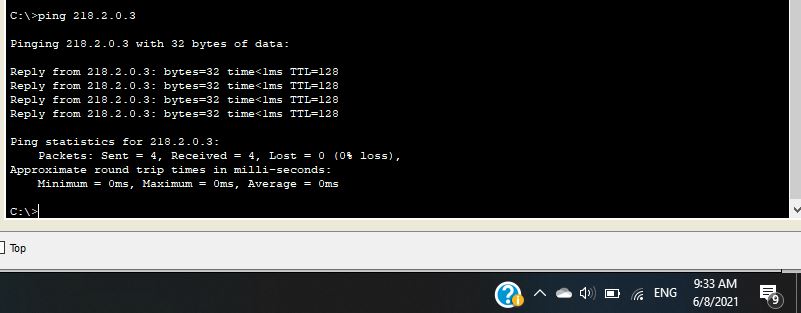 C:\>ping 218.2.0.3
Pinging 218.2.0.3 with 32 bytes of data:
Reply from 218.2.0.3: bytes=32 time<1ms TTL=128
Reply from 218.2.0.3: bytes=32 time<1ms TTL=128
Reply from 218.2.0.3: bytes=32 time<1ms TTL=128
Reply from 218.2.0.3: bytes=32 time<1ms TTL=128
Ping statistics for 218.2.0.3:
Packets: Sent = 4, Received = 4, Lost = 0 (0% loss),
Approximate round trip times in milli-seconds:
Minimum = 0ms, Maximum = 0ms, Average = 0ms
C:\>
Top
ENG
9:33 AM
6/8/2021
9